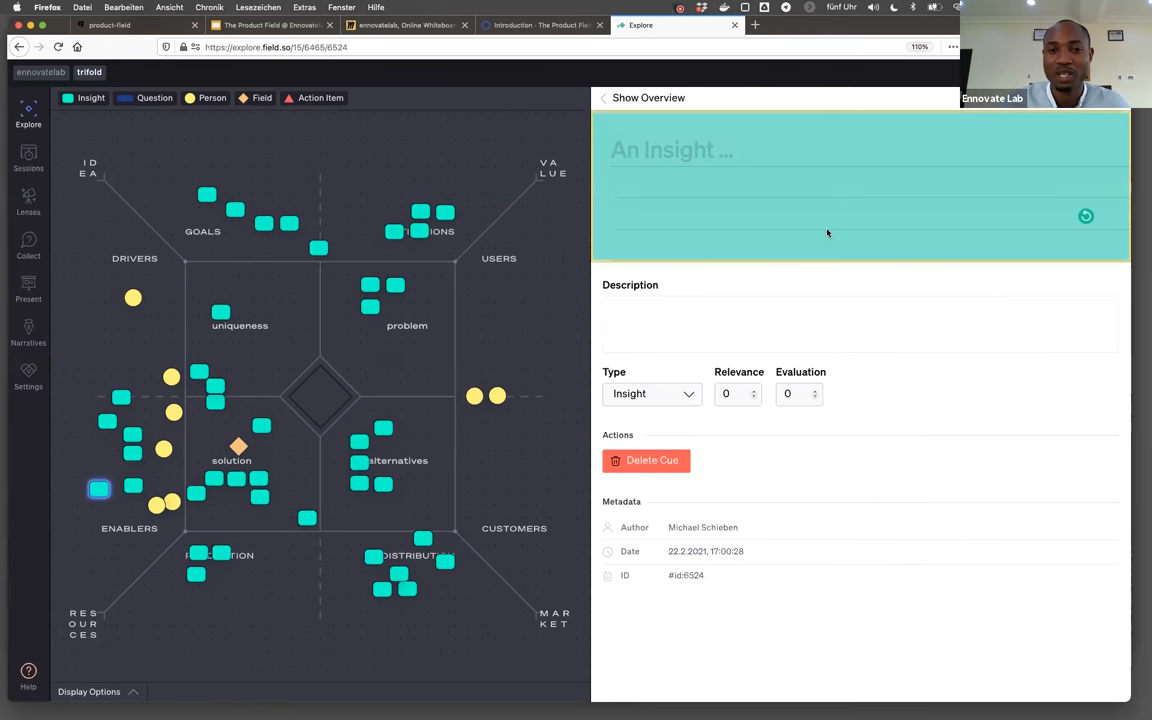 Firefox Datei Bearbeiten Ansicht Chronik Lesezeichen Extras Fenster Hilfe fünf Uhr
product-field
The Product Field @ Ennovatel
ennovatelab, Online Whiteboar
Introduction - The Product Fie
Explore
https://explore.field.so/15/6465/6524
110%
ennovatelab trifold
Insight Question Person Field Action Item
Show Overview
Ennovate Lab
Explore
Sessions
Lenses
Collect
Present
Narratives
Settings
Help
ID
EA
VA
LUE
GOALS
IONS
DRIVERS
USERS
uniqueness
problem
solution
alternatives
ENABLERS
CUSTOMERS
TION
DISTRIBUT
RES
OUR
CES
MAR
KET
Display Options
An Insight ...
Description
Type Relevance Evaluation
Insight 0 0
Actions
Delete Cue
Metadata
Author Michael Schieben
Date 22.2.2021, 17:00:28
ID #id:6524